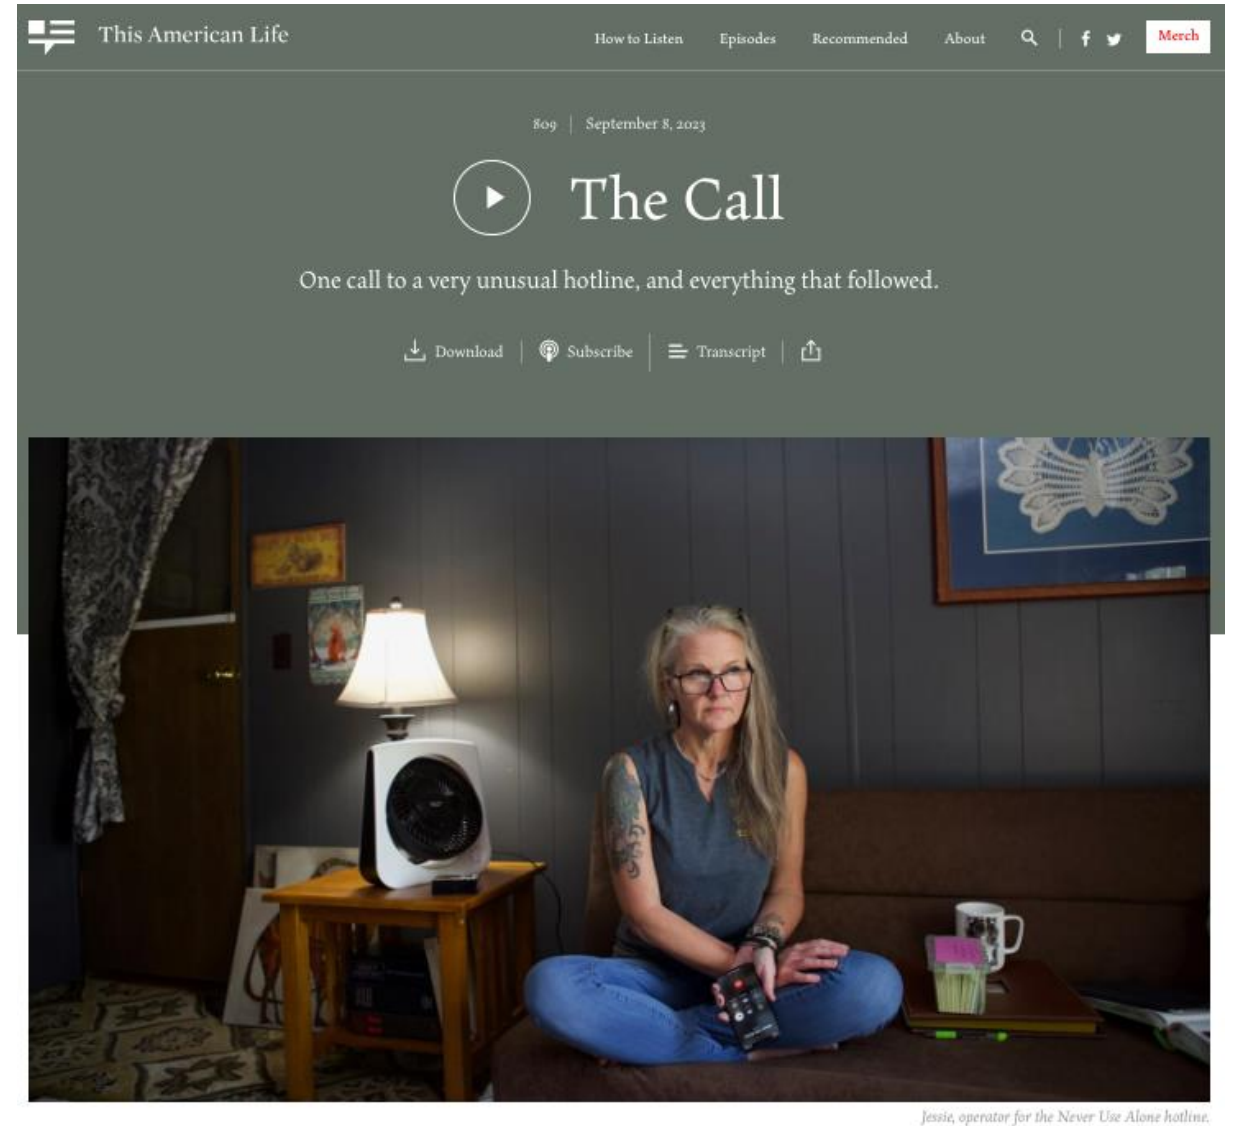 This American Life
How to Listen
Episodes
Recommended
About
Merch
809 | September 8, 2023
The Call
One call to a very unusual hotline, and everything that followed.
Download
Subscribe
Transcript
Jessie, operator for the Never Use Alone hotline.